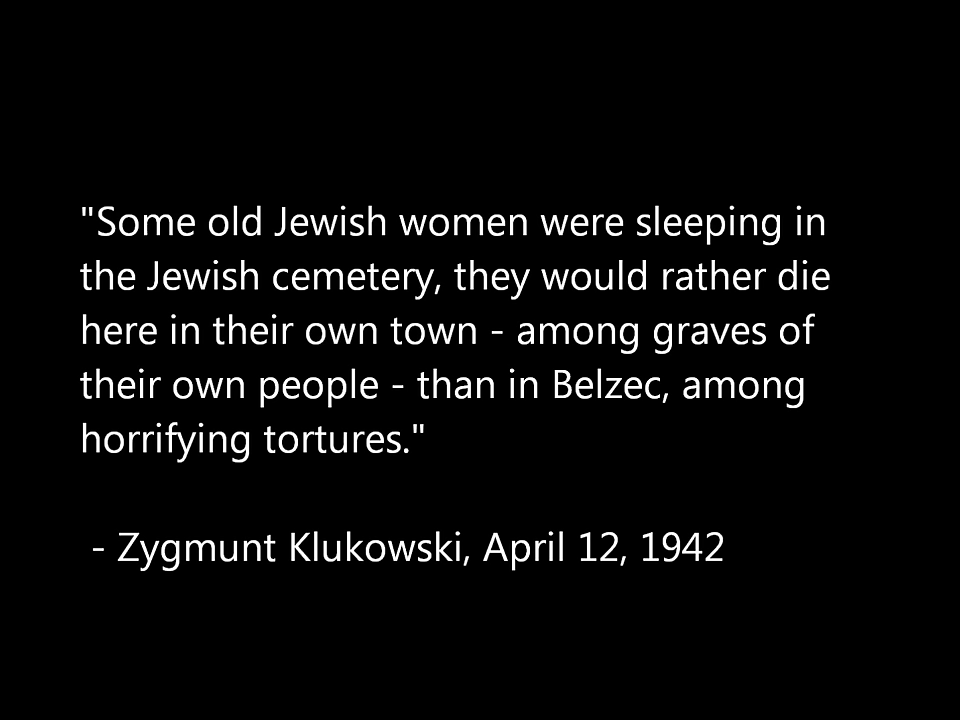 "Some old Jewish women were sleeping in
the Jewish cemetery, they would rather die
here in their own town - among graves of
their own people - than in Belzec, among
horrifying tortures."
- Zygmunt Klukowski, April 12, 1942